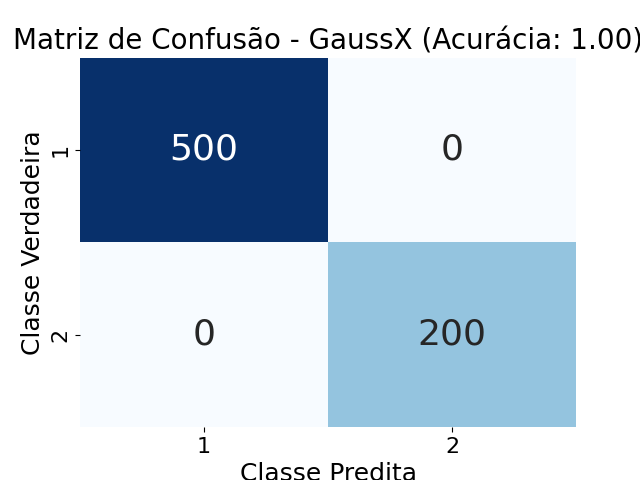 Matriz de Confusão - GaussX (Acurácia: 1.00)
Classe Verdadeira
1
500
0
2
0
200
1
2
Classe Predita